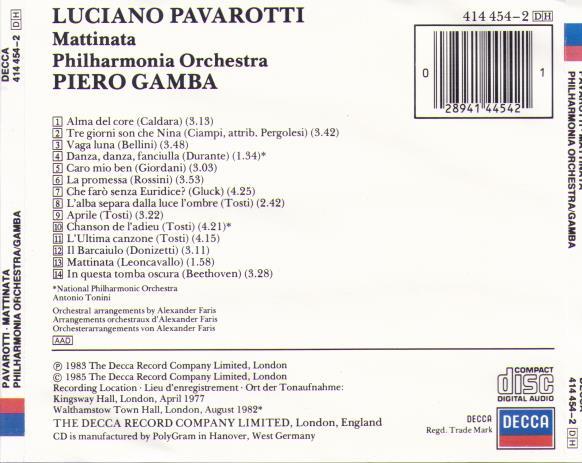 LUCIANO PAVAROTTI
Mattinata
Philharmonia Orchestra
PIERO GAMBA
414 454-2 DH
0 28941 44542 1
1 Alma del core (Caldara) (3.13)
2 Tre giorni son che Nina (Ciampi, attrib. Pergolesi) (3.42)
3 Vaga luna (Bellini) (3.48)
4 Danza, danza, fanciulla (Durante) (1.34)*
5 Caro mio ben (Giordani) (3.03)
6 La promessa (Rossini) (3.53)
7 Che farò senza Euridice? (Gluck) (4.25)
8 L'alba separa dalla luce l'ombre (Tosti) (2.42)
9 Aprile (Tosti) (3.22)
10 Chanson de l'adieu (Tosti) (4.21)*
11 L'Ultima canzone (Tosti) (4.15)
12 Il Barcaiulo (Donizetti) (3.11)
13 Mattinata (Leoncavallo) (1.58)
14 In questa tomba oscura (Beethoven) (3.28)
*National Philharmonic Orchestra
Antonio Tonini
Orchestral arrangements by Alexander Faris
Arrangements orchestraux d'Alexander Faris
Orchesterarrangements von Alexander Faris
AAD
℗ 1983 The Decca Record Company Limited, London
© 1985 The Decca Record Company Limited, London
Recording Location · Lieu d'enregistrement · Ort der Tonaufnahme:
Kingsway Hall, London, April 1977
Walthamstow Town Hall, London, August 1982*
THE DECCA RECORD COMPANY LIMITED, London, England
CD is manufactured by PolyGram in Hanover, West Germany
COMPACT
disc
DIGITAL AUDIO
DECCA
Regd. Trade Mark
DECCA
DECCA
414 454-2 DH
PAVAROTTI · MATTINATA
PHILHARMONIA ORCHESTRA/GAMBA
PAVAROTTI · MATTINATA
PHILHARMONIA ORCHESTRA/GAMBA
DECCA
414 454-2 DH